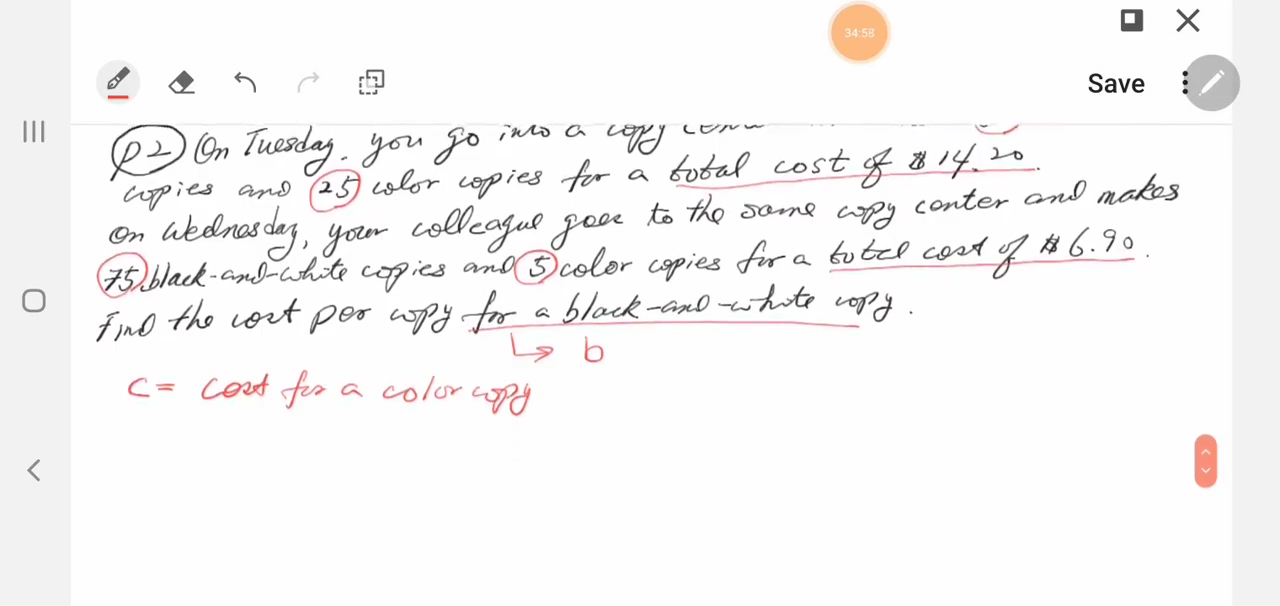 34:58
Save
P2 On Tuesday, you go into a copy
copies and 25 color copies for a total cost of $14.20.
On Wednesday, your colleague goes to the same copy center and makes
75 black-and-white copies and 5 color copies for a total cost of $6.90.
Find the cost per copy for a black-and-white copy.
↳ b
c = cost for a color copy